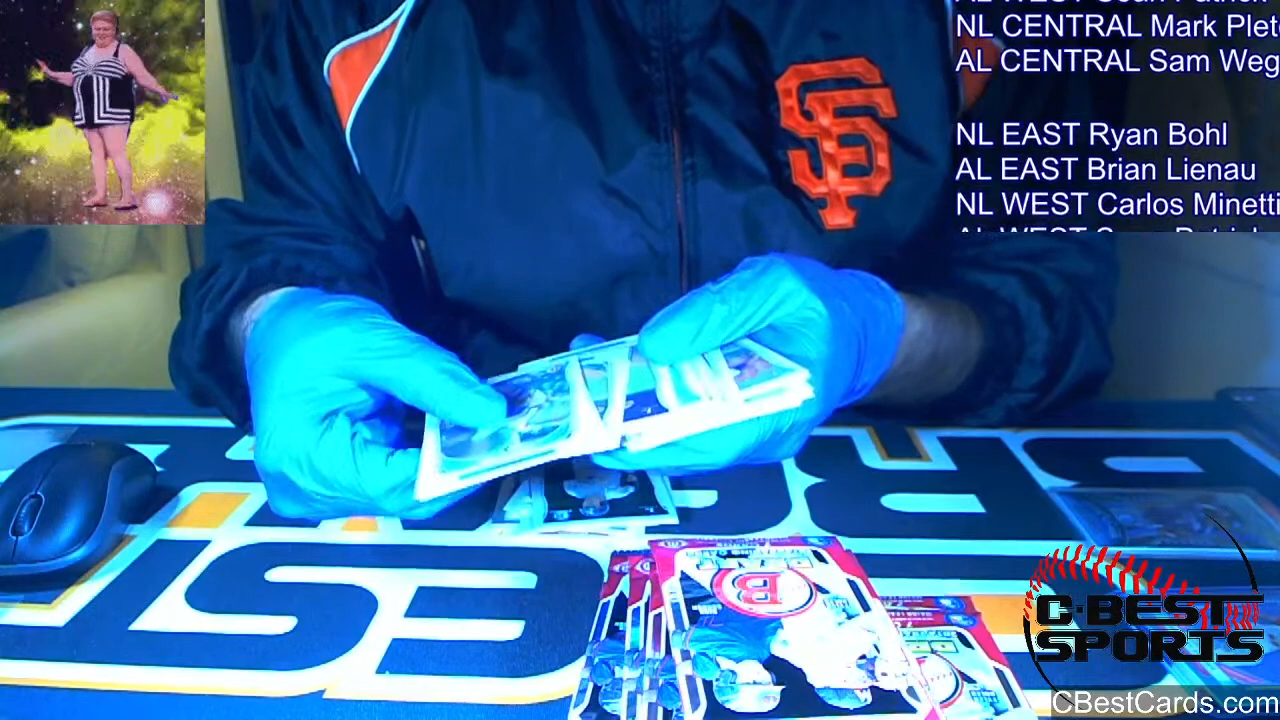 NL CENTRAL Mark Plet
AL CENTRAL Sam Weg
NL EAST Ryan Bohl
AL EAST Brian Lienau
NL WEST Carlos Minetti
SF
B
C·BEST
SPORTS
CBestCards.com